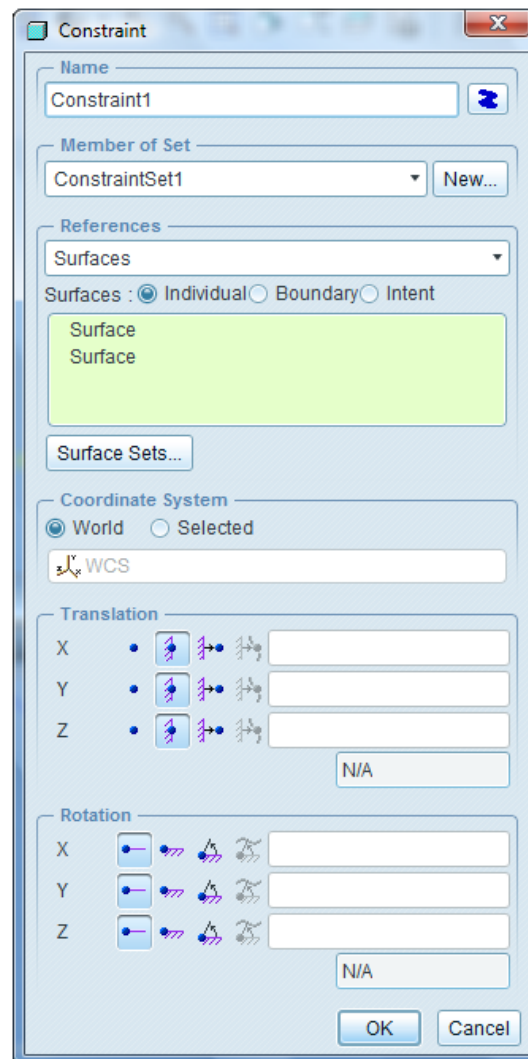 Constraint
Name
Constraint1
Member of Set
ConstraintSet1 New...
References
Surfaces
Surfaces : Individual Boundary Intent
Surface
Surface
Surface Sets...
Coordinate System
World Selected
WCS
Translation
X
Y
Z
N/A
Rotation
X
Y
Z
N/A
OK Cancel